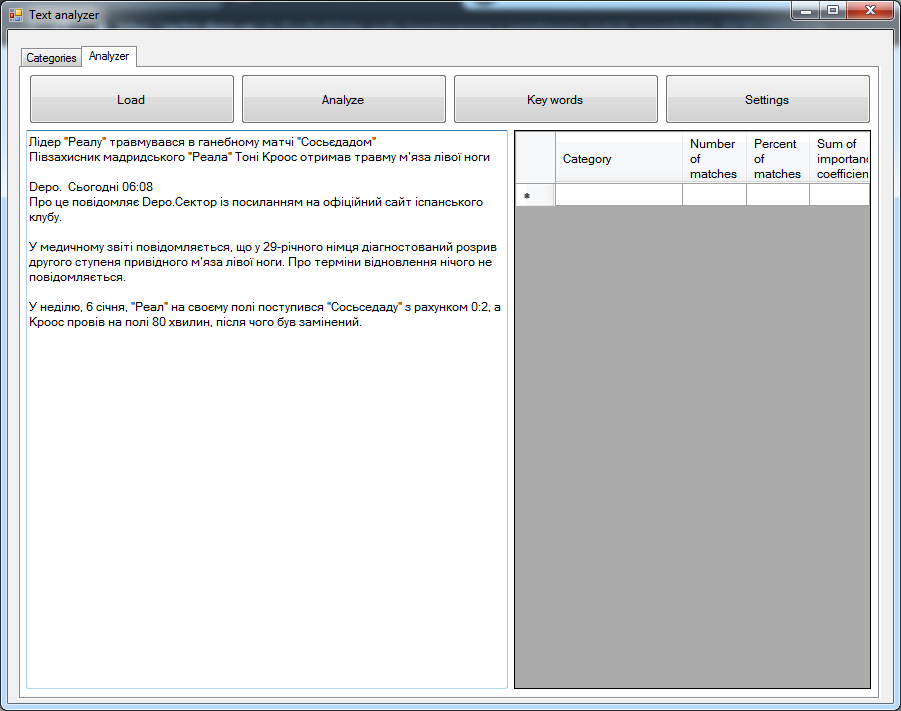 Text analyzer
Categories Analyzer
Load Analyze Key words Settings
Лідер "Реалу" травмувався в ганебному матчі "Сосьєдадом"
Півзахисник мадридського "Реала" Тоні Кроос отримав травму м'яза лівої ноги
Depo. Сьогодні 06:08
Про це повідомляє Depo.Сектор із посиланням на офіційний сайт іспанського
клубу.
У медичному звіті повідомляється, що у 29-річного німця діагностований розрив
другого ступеня привідного м'яза лівої ноги. Про терміни відновлення нічого не
повідомляється.
У неділю, 6 січня, "Реал" на своєму полі поступився "Сосьсе​даду" з рахунком 0:2, а
Кроос провів на полі 80 хвилин, після чого був замінений.
Category
Number
of
matches
Percent
of
matches
Sum of
importanc
coefficien